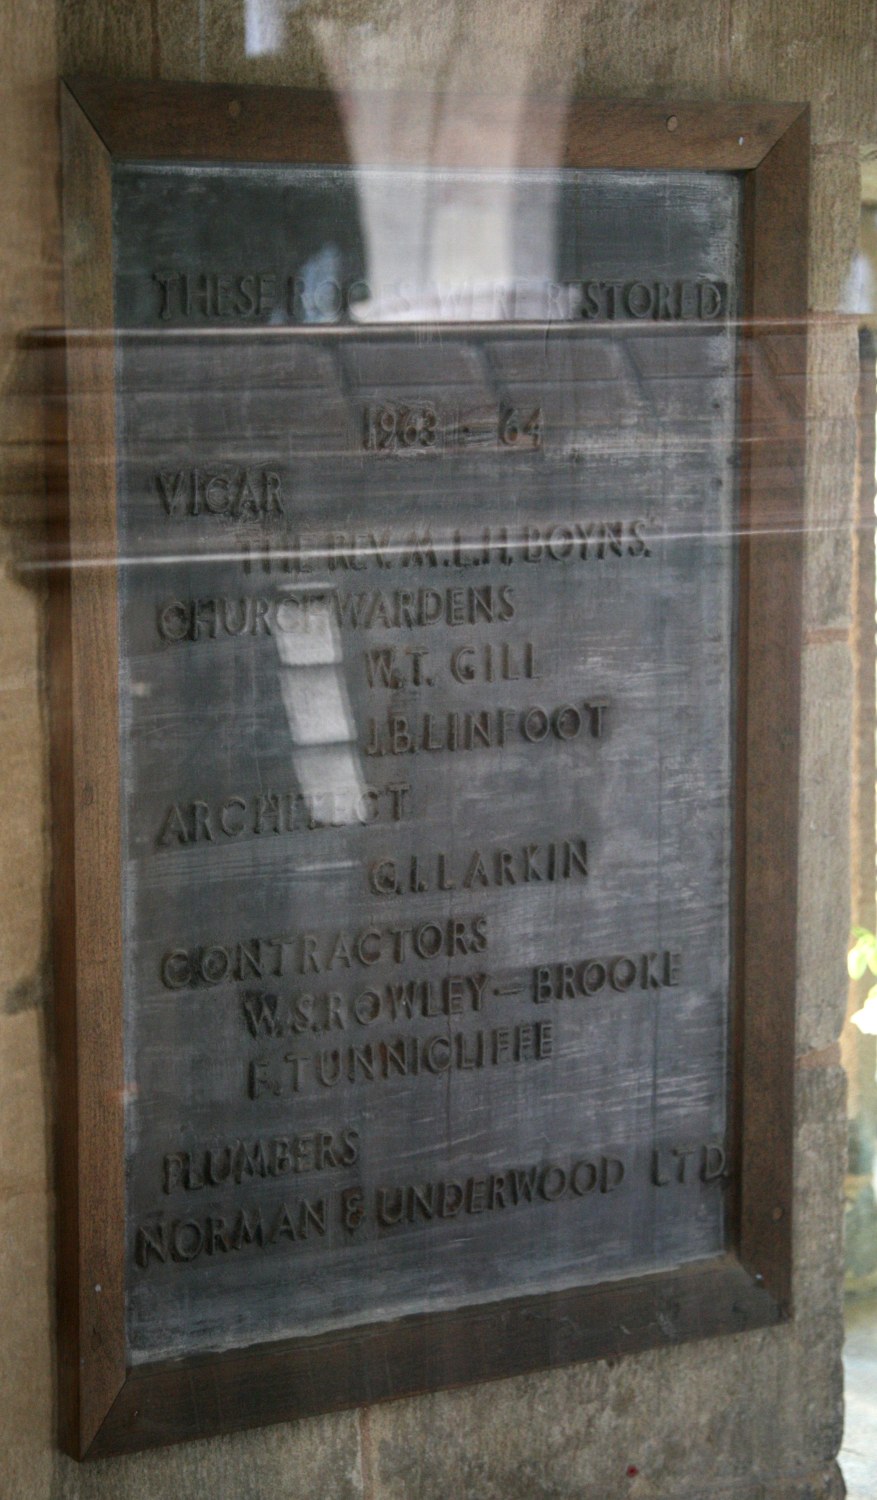 THESE ROOFS WERE RESTORED
1963 - 64
VICAR
THE REV. M.L.H. BOYNS.
CHURCHWARDENS
W.T. GILL
J.B. LINFOOT
ARCHITECT
G.I. LARKIN
CONTRACTORS
W.S. ROWLEY - BROOKE
F. TUNNICLIFFE
PLUMBERS
NORMAN & UNDERWOOD LTD.